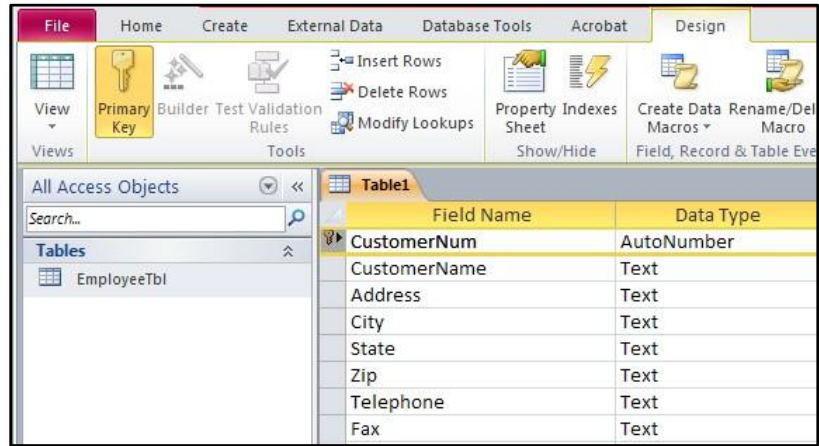 File Home Create External Data Database Tools Acrobat Design
View
Primary Key
Builder
Test Validation Rules
Insert Rows
Delete Rows
Modify Lookups
Property Sheet
Indexes
Create Data Macros
Rename/Del Macro
Views Tools Show/Hide Field, Record & Table Eve
All Access Objects
Search...
Tables
EmployeeTbl
Table1
Field Name Data Type
CustomerNum AutoNumber
CustomerName Text
Address Text
City Text
State Text
Zip Text
Telephone Text
Fax Text